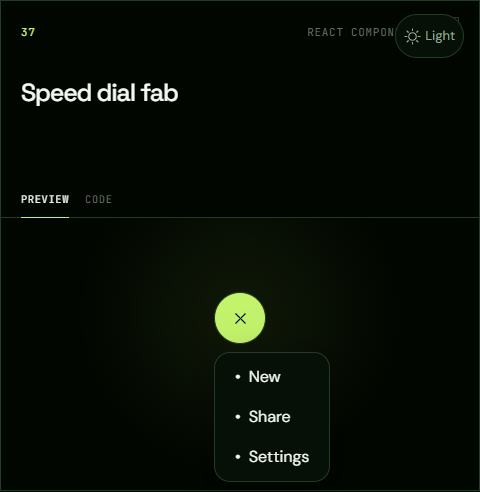 37
REACT COMPON
Light
Speed dial fab
PREVIEW
CODE
• New
• Share
• Settings